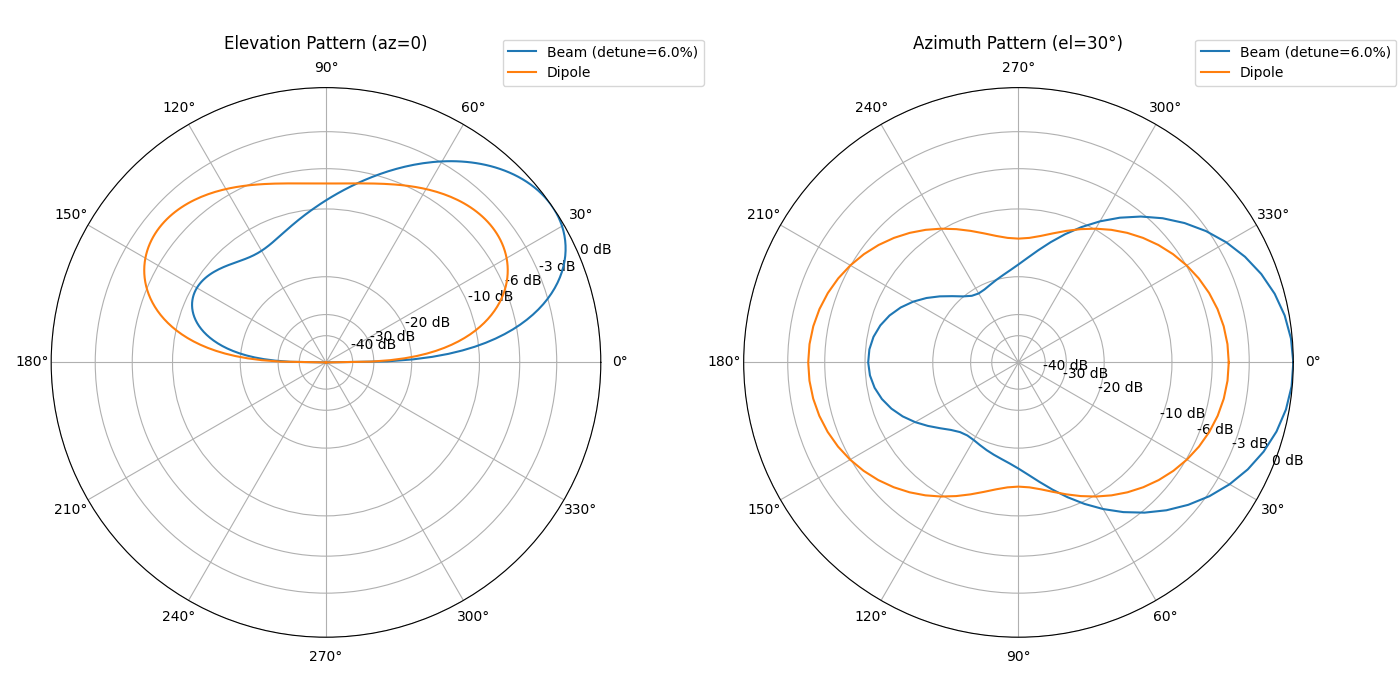 Elevation Pattern (az=0)
Beam (detune=6.0%)
Dipole
90°
120°
60°
150°
30°
0 dB
-3 dB
-6 dB
-10 dB
-20 dB
-30 dB
-40 dB
180°
0°
210°
330°
240°
300°
270°
Azimuth Pattern (el=30°)
Beam (detune=6.0%)
Dipole
270°
240°
300°
210°
330°
180°
0°
-40 dB
-30 dB
-20 dB
-10 dB
-6 dB
-3 dB
0 dB
150°
30°
120°
60°
90°